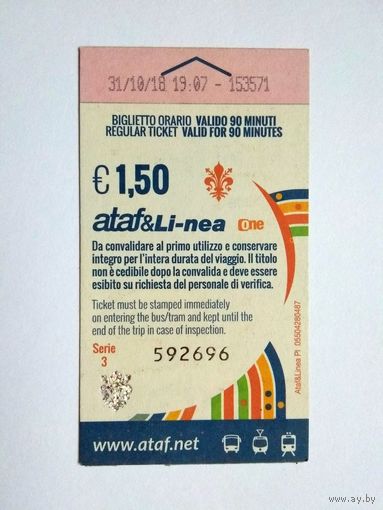 31/10/18 19:07 - 153571
BIGLIETTO ORARIO VALIDO 90 MINUTI
REGULAR TICKET VALID FOR 90 MINUTES
€ 1,50
ataf&Li-nea One
Da convalidare al primo utilizzo e conservare
integro per l'intera durata del viaggio. Il titolo
non è cedibile dopo la convalida e deve essere
esibito su richiesta del personale di verifica.
Ticket must be stamped immediately
on entering the bus/tram and kept until the
end of the trip in case of inspection.
Serie
3
592696
Ataf&Linea PI 05504280487
www.ataf.net
www.ay.by